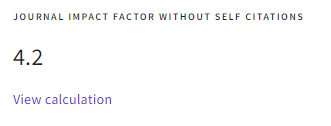 JOURNAL IMPACT FACTOR WITHOUT SELF CITATIONS
4.2
View calculation